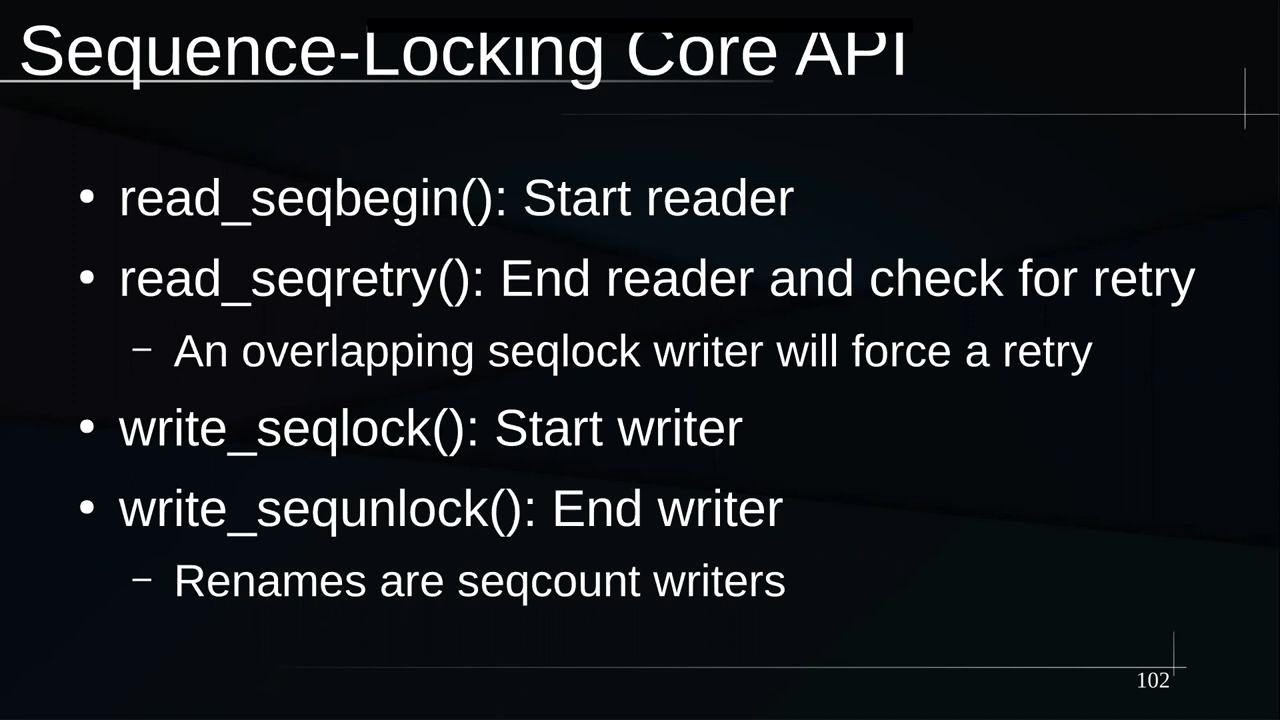 Sequence-Locking Core API
• read_seqbegin(): Start reader
• read_seqretry(): End reader and check for retry
– An overlapping seqlock writer will force a retry
• write_seqlock(): Start writer
• write_sequnlock(): End writer
– Renames are seqcount writers
102